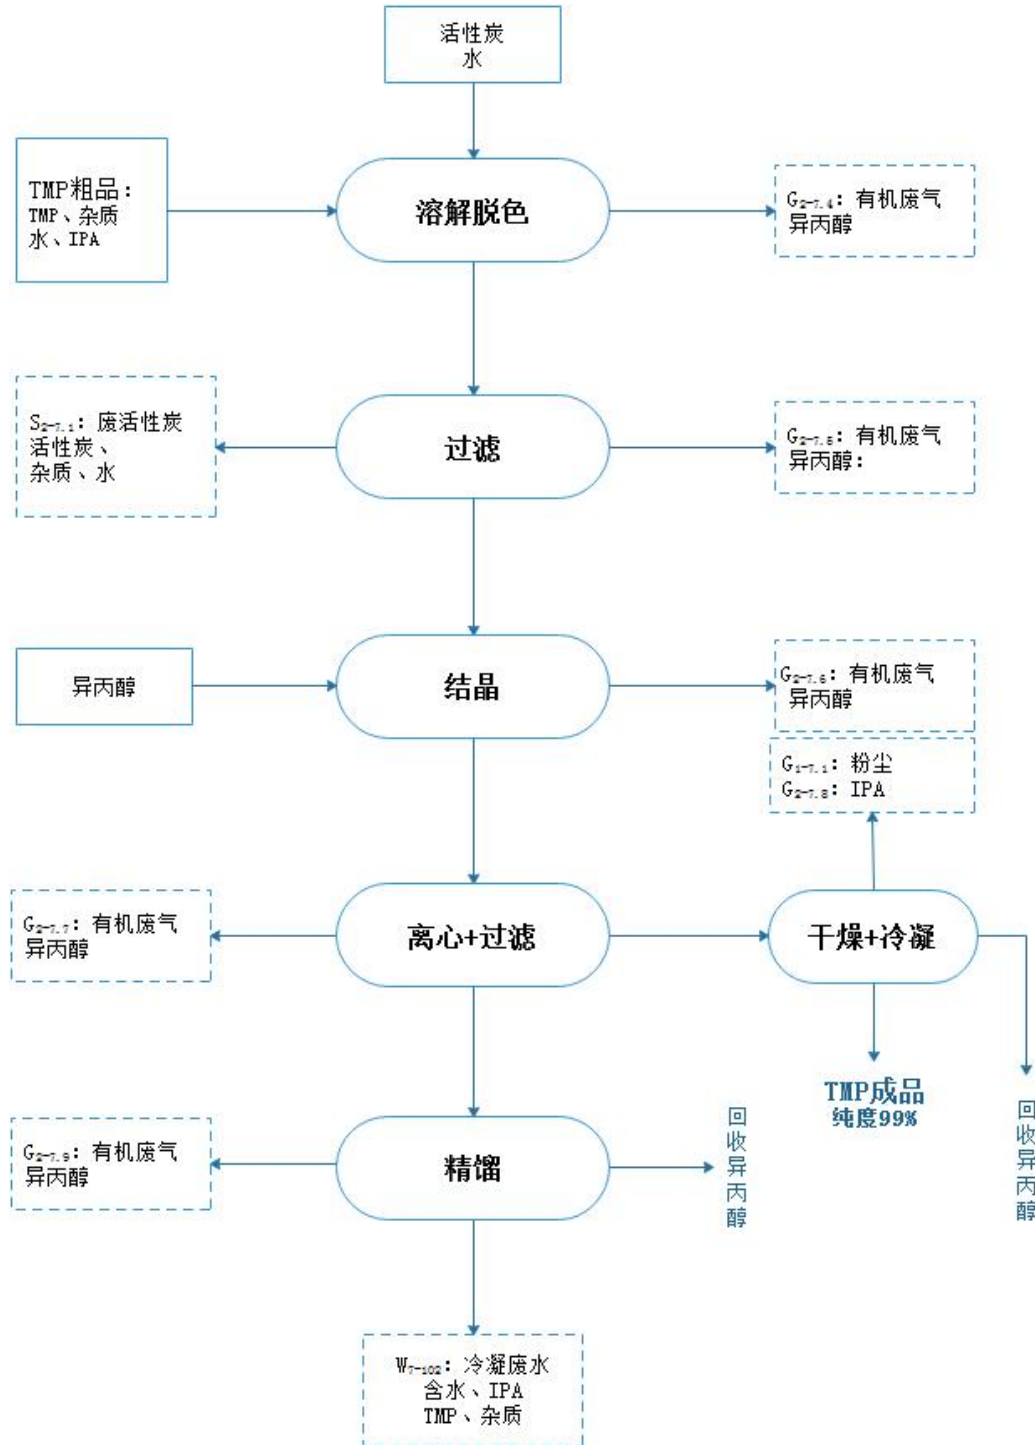 活性炭
水
TMP粗品：
TMP、杂质
水、IPA
溶解脱色
G2-7.4：有机废气
异丙醇
S2-7.1：废活性炭
活性炭、
杂质、水
过滤
G2-7.5：有机废气
异丙醇：
异丙醇
结晶
G2-7.6：有机废气
异丙醇
G1-7.1：粉尘
G2-7.8：IPA
G2-7.7：有机废气
异丙醇
离心+过滤
干燥+冷凝
TMP成品
纯度99%
回收异丙醇
G2-7.9：有机废气
异丙醇
精馏
回收异丙醇
W7-102：冷凝废水
含水、IPA
TMP、杂质